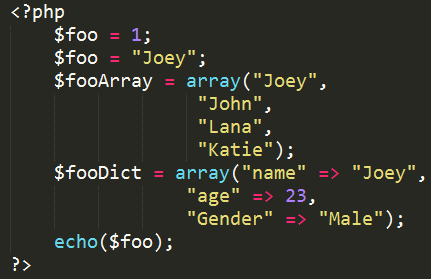 <?php
    $foo = 1;
    $foo = "Joey";
    $fooArray = array("Joey",
                "John",
                "Lana",
                "Katie");
    $fooDict = array("name" => "Joey",
               "age" => 23,
               "Gender" => "Male");
    echo($foo);
?>